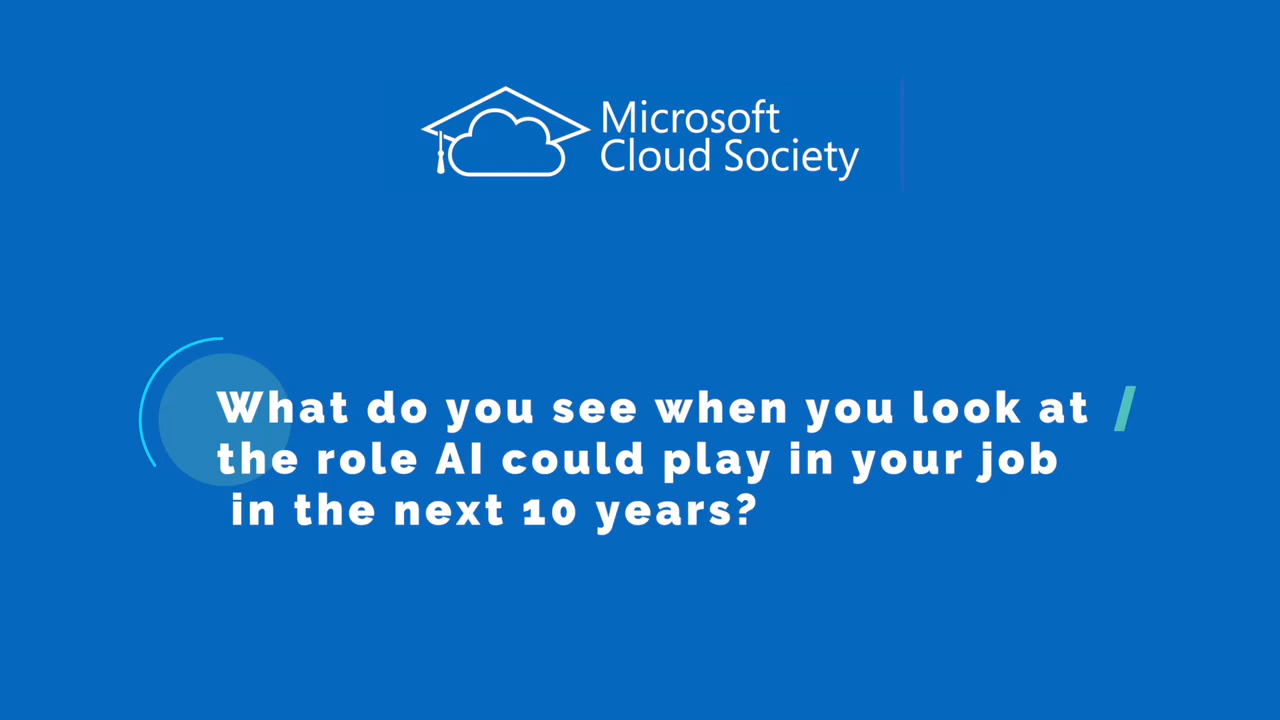 Microsoft
Cloud Society
What do you see when you look at
the role AI could play in your job
in the next 10 years?